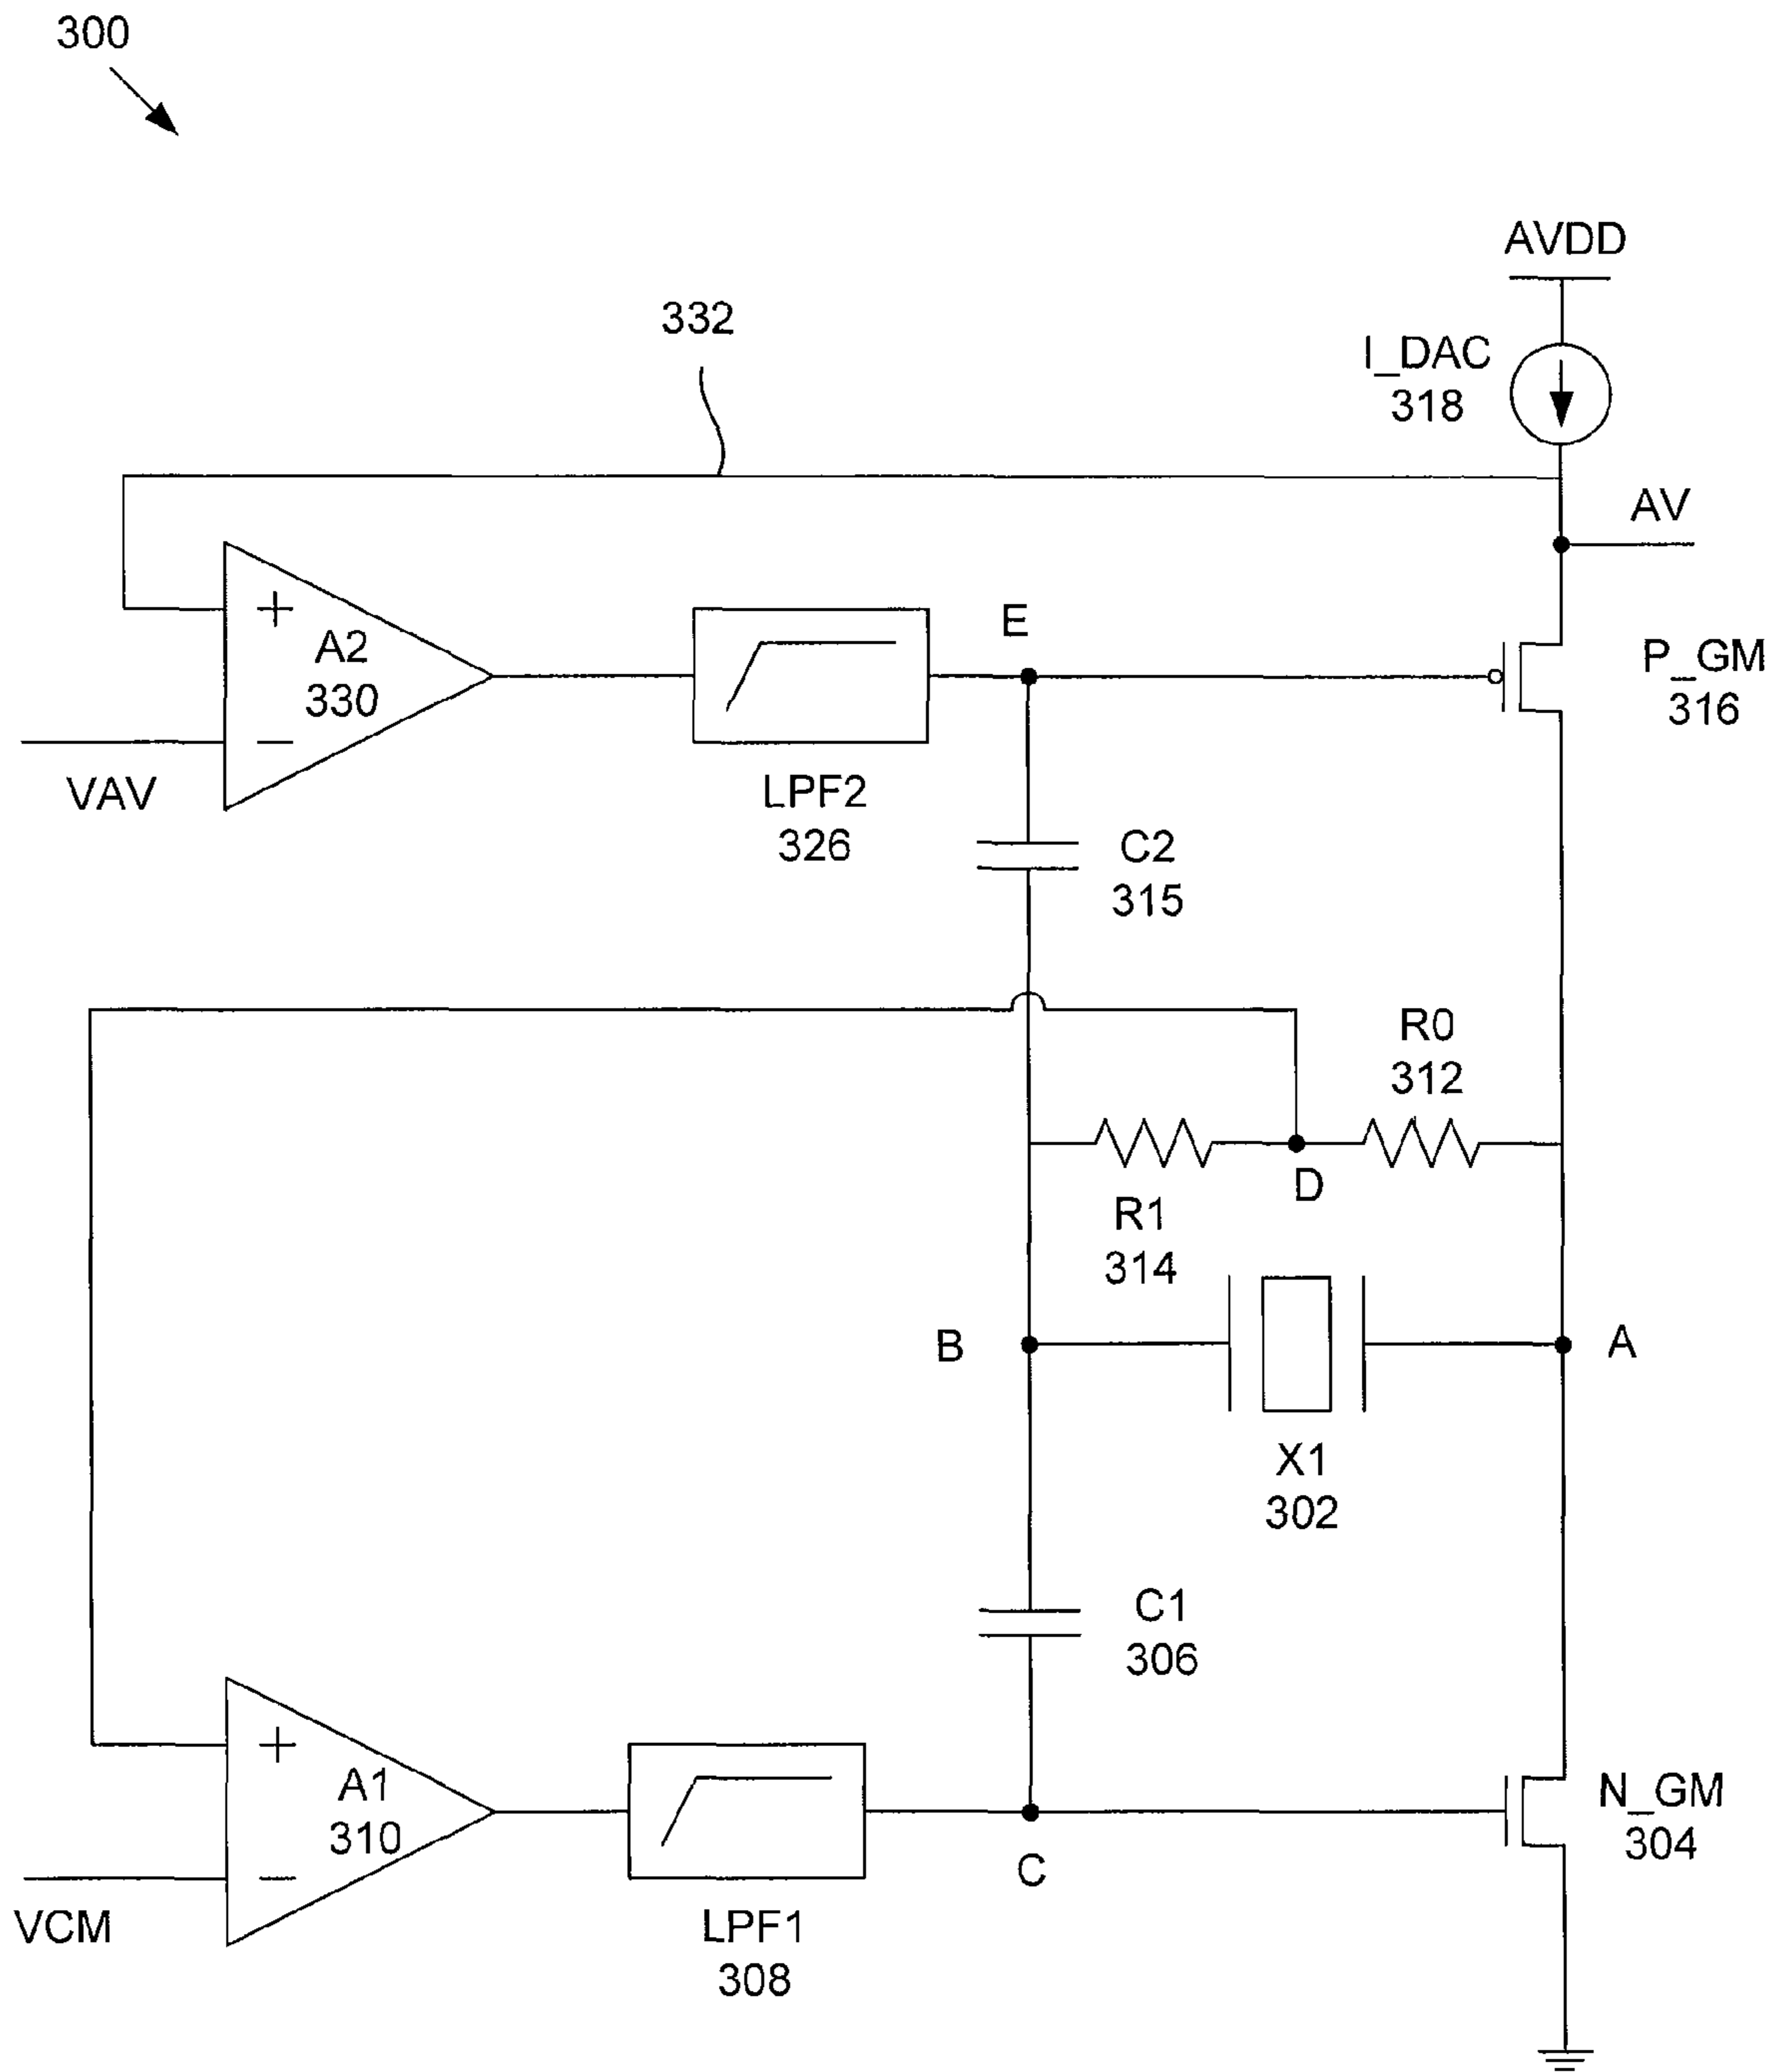 300
AVDD
332
I_DAC
318
AV
+
A2
330
−
VAV
LPF2
326
E
P_GM
316
C2
315
R0
312
D
R1
314
B
A
X1
302
C1
306
+
A1
310
−
VCM
LPF1
308
C
N_GM
304